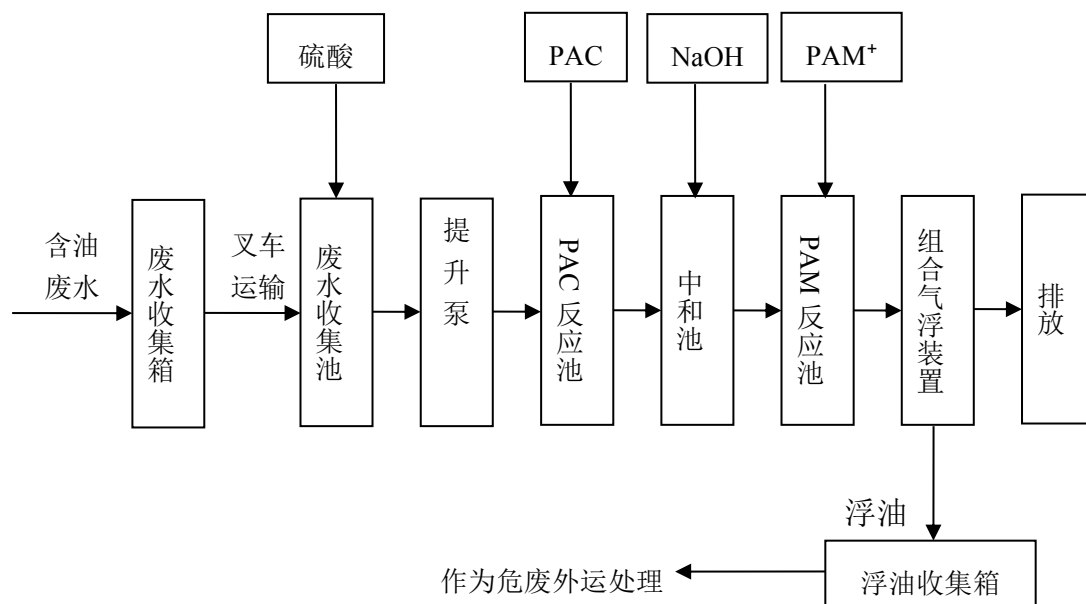 硫酸
PAC
NaOH
PAM⁺
含油
废水
废水收集箱
叉车
运输
废水收集池
提升泵
PAC反应池
中和池
PAM反应池
组合气浮装置
排放
浮油
浮油收集箱
作为危废外运处理